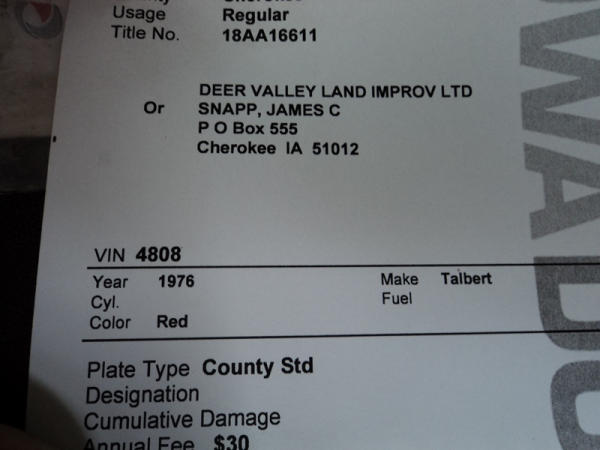 Usage Regular
Title No. 18AA16611
DEER VALLEY LAND IMPROV LTD
Or SNAPP, JAMES C
P O Box 555
Cherokee IA 51012
VIN 4808
Year 1976 Make Talbert
Cyl. Fuel
Color Red
Plate Type County Std
Designation
Cumulative Damage
Annual Fee $30